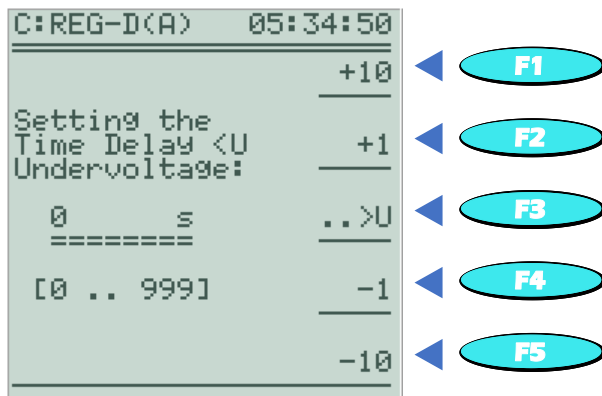 C:REG-D(A) 05:34:50
+10 F1
Setting the
Time Delay <U +1 F2
Undervoltage:
0 s ..>U F3
=========
[0 .. 999] -1 F4
-10 F5